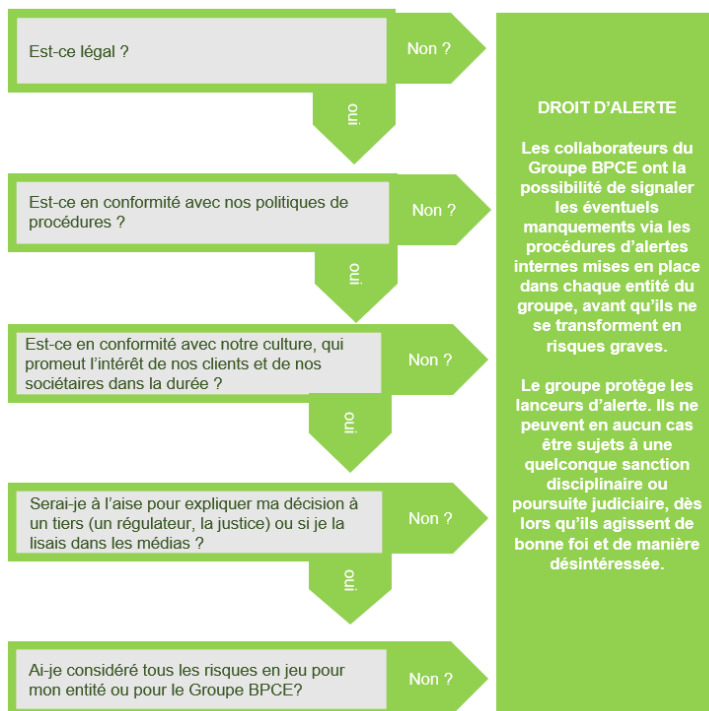 Est-ce légal ?
Non ?
oui
Est-ce en conformité avec nos politiques de
procédures ?
Non ?
oui
Est-ce en conformité avec notre culture, qui
promeut l’intérêt de nos clients et de nos
sociétaires dans la durée ?
Non ?
oui
Serai-je à l’aise pour expliquer ma décision à
un tiers (un régulateur, la justice) ou si je la
lisais dans les médias ?
Non ?
oui
Ai-je considéré tous les risques en jeu pour
mon entité ou pour le Groupe BPCE?
Non ?
DROIT D’ALERTE
Les collaborateurs du
Groupe BPCE ont la
possibilité de signaler
les éventuels
manquements via les
procédures d’alertes
internes mises en place
dans chaque entité du
groupe, avant qu’ils ne
se transforment en
risques graves.
Le groupe protège les
lanceurs d’alerte. Ils ne
peuvent en aucun cas
être sujets à une
quelconque sanction
disciplinaire ou
poursuite judiciaire, dès
lors qu’ils agissent de
bonne foi et de manière
désintéressée.